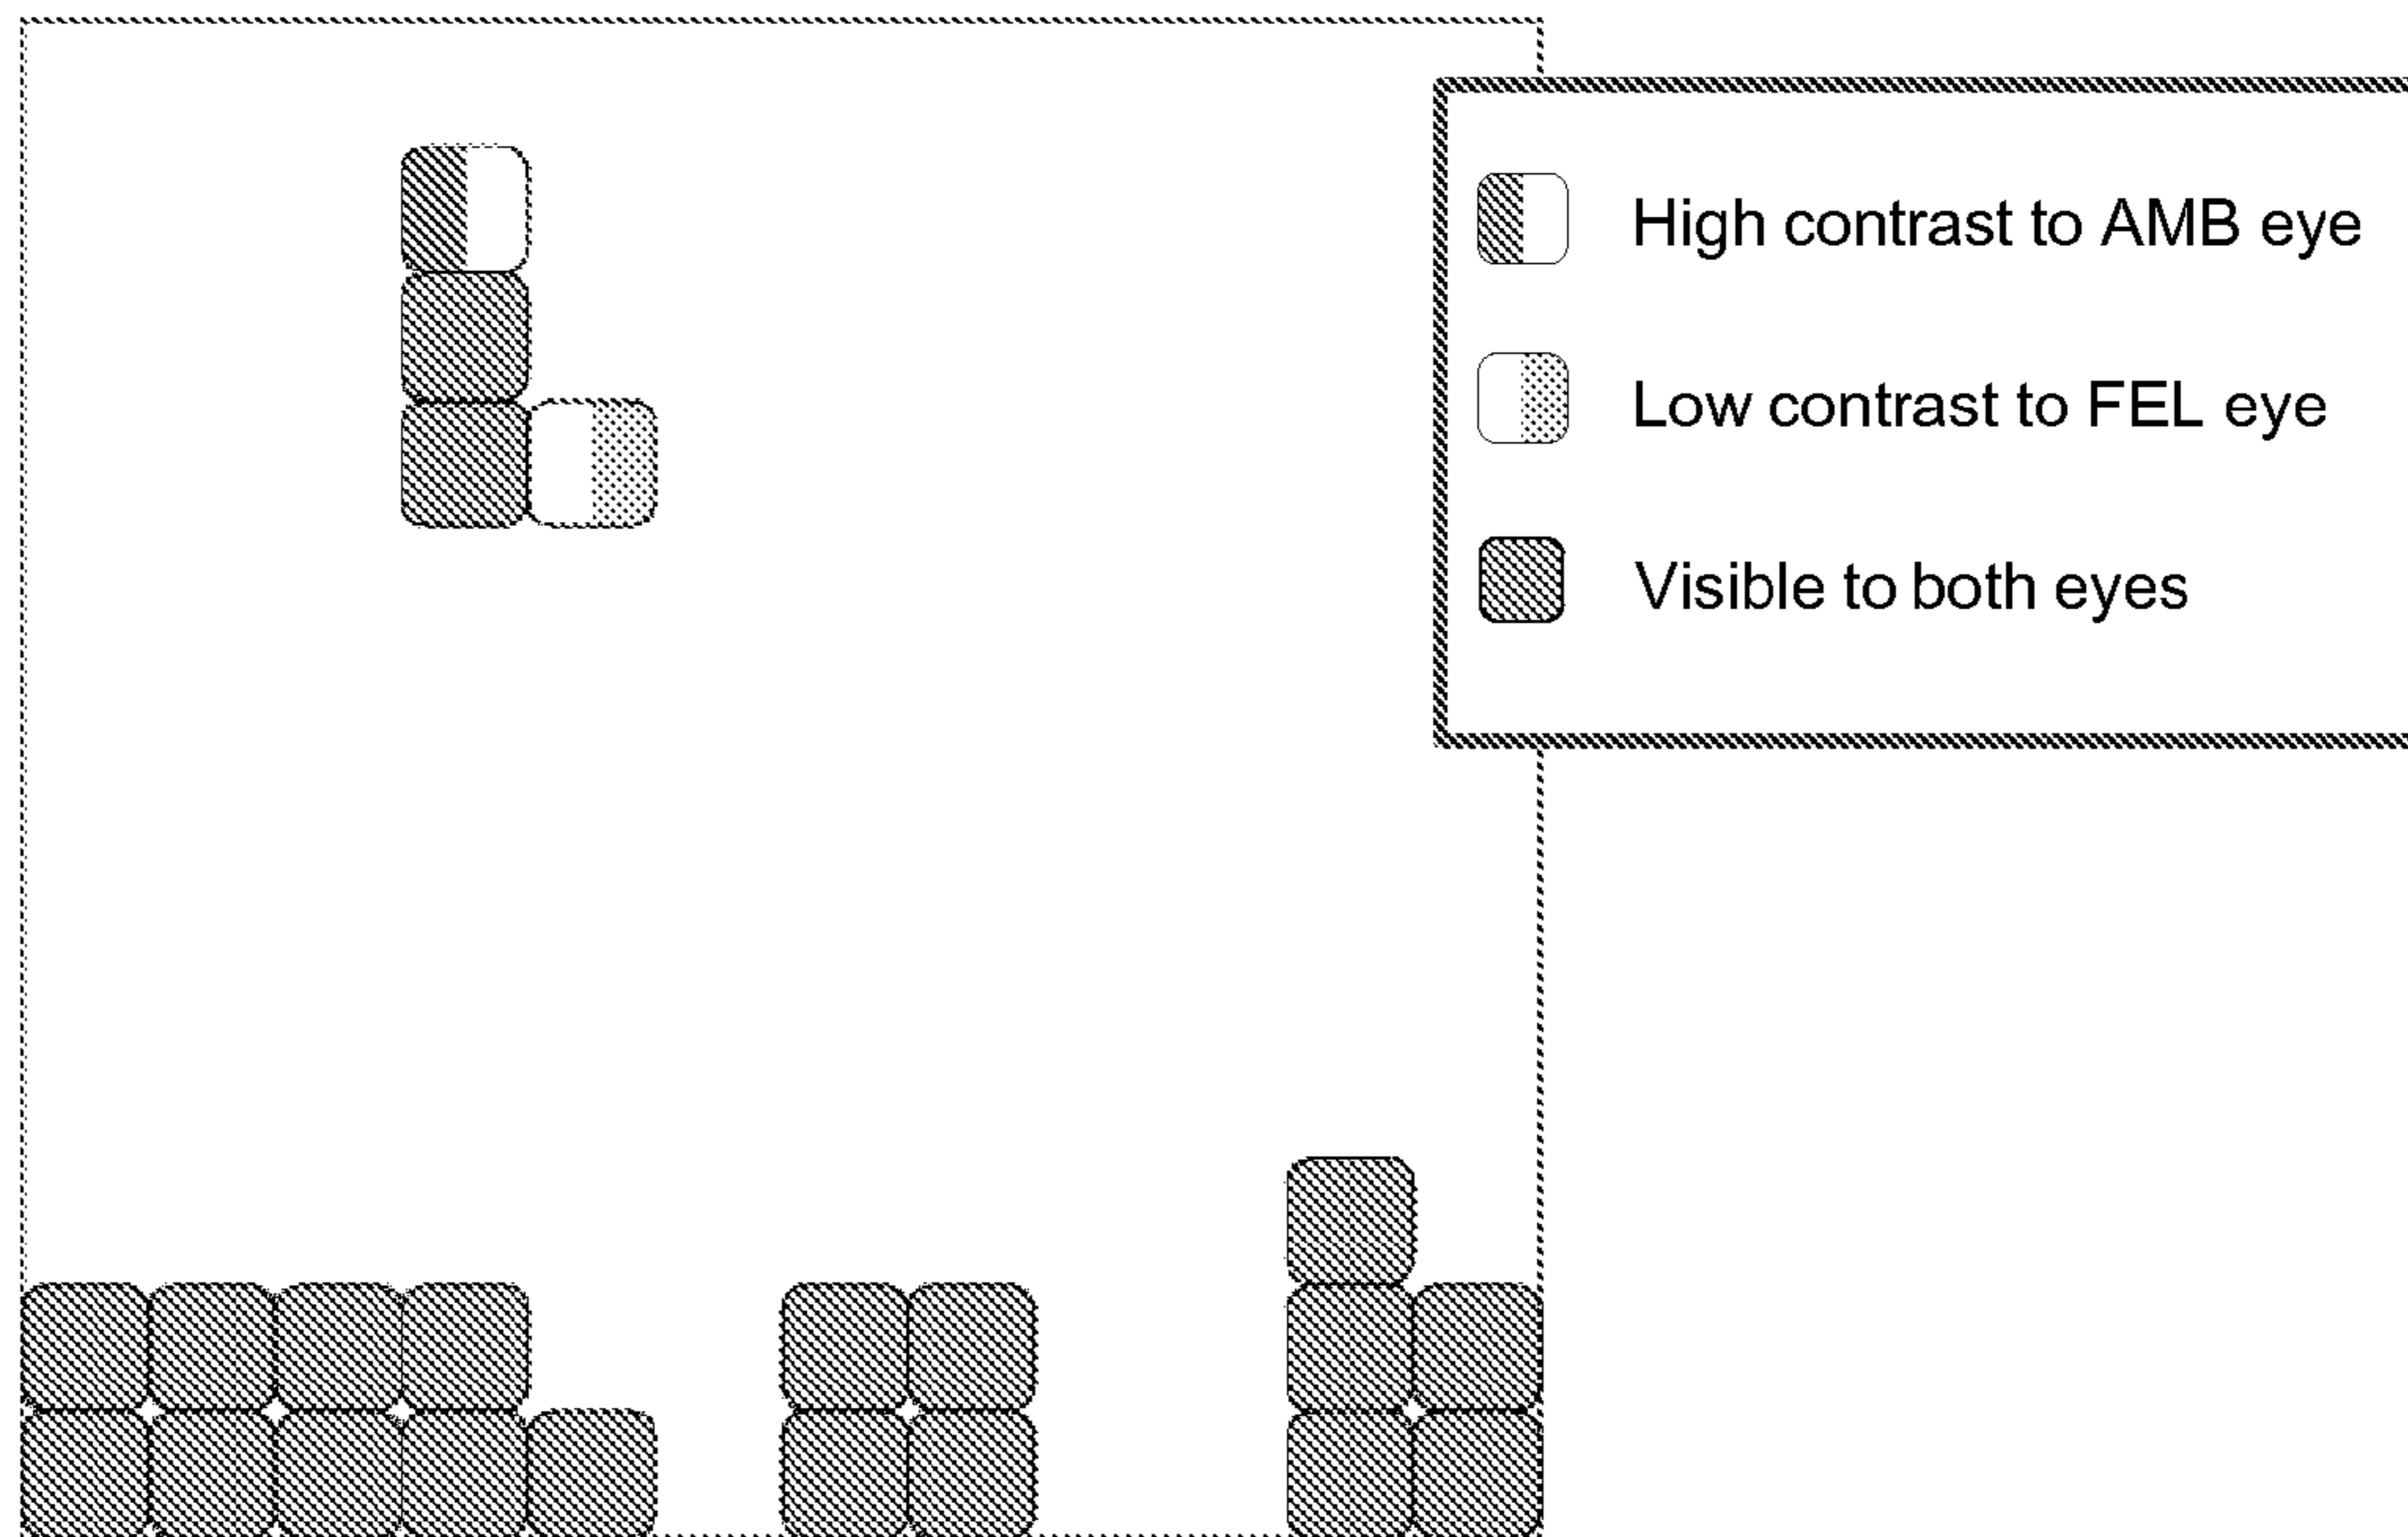 High contrast to AMB eye
Low contrast to FEL eye
Visible to both eyes